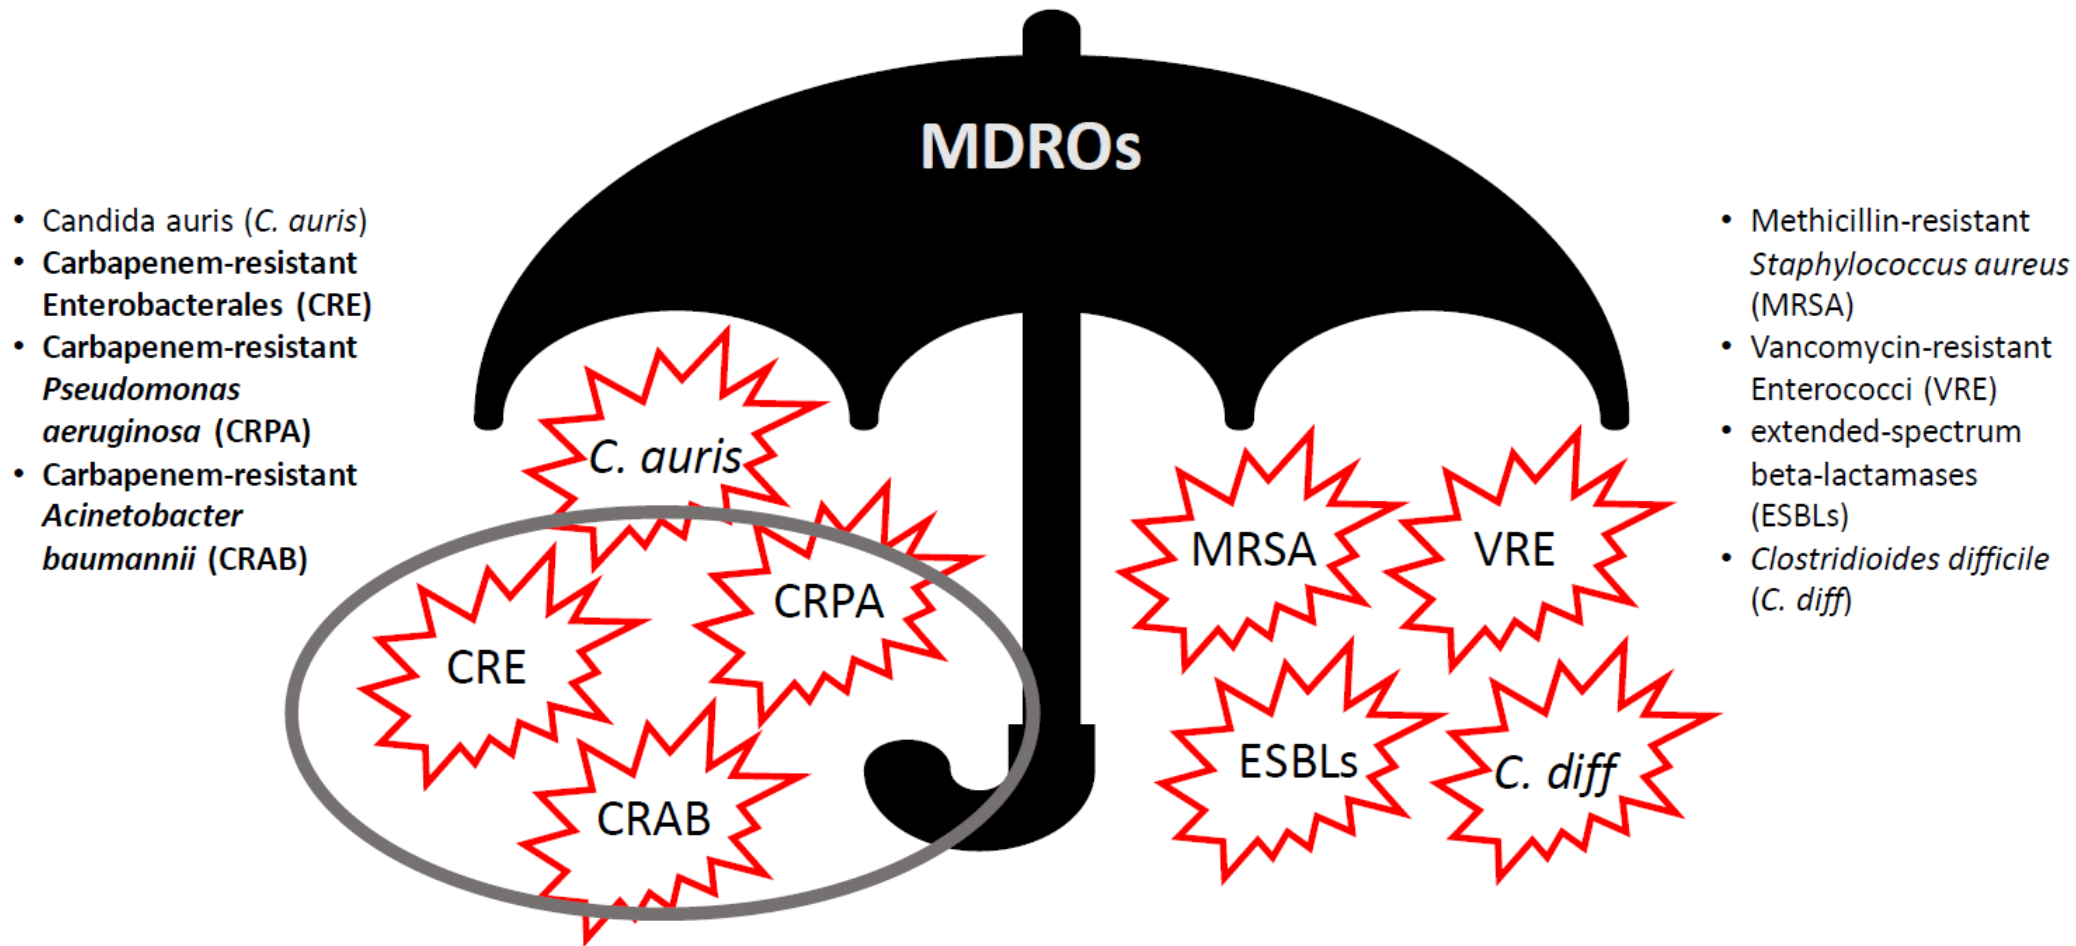 MDROs
• Candida auris (C. auris)
• Carbapenem-resistant
Enterobacterales (CRE)
• Carbapenem-resistant
Pseudomonas
aeruginosa (CRPA)
• Carbapenem-resistant
Acinetobacter
baumannii (CRAB)
C. auris
CRPA
CRE
CRAB
MRSA
VRE
ESBLs
C. diff
• Methicillin-resistant
Staphylococcus aureus
(MRSA)
• Vancomycin-resistant
Enterococci (VRE)
• extended-spectrum
beta-lactamases
(ESBLs)
• Clostridioides difficile
(C. diff)